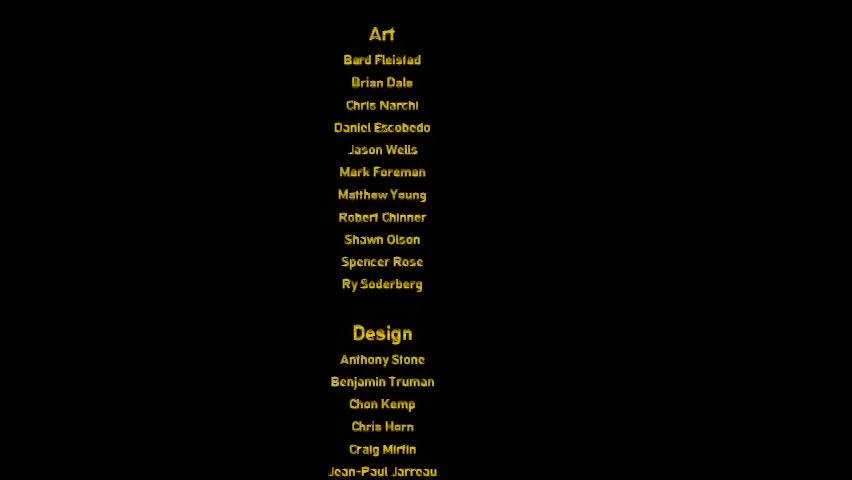 Art
Bard Fleistad
Brian Dale
Chris Narchi
Daniel Escobedo
Jason Wells
Mark Foreman
Matthew Young
Robert Chinner
Shawn Olson
Spencer Rose
Ry Soderberg
Design
Anthony Stone
Benjamin Truman
Chon Kemp
Chris Horn
Craig Mirfin
Jean-Paul Jarreau